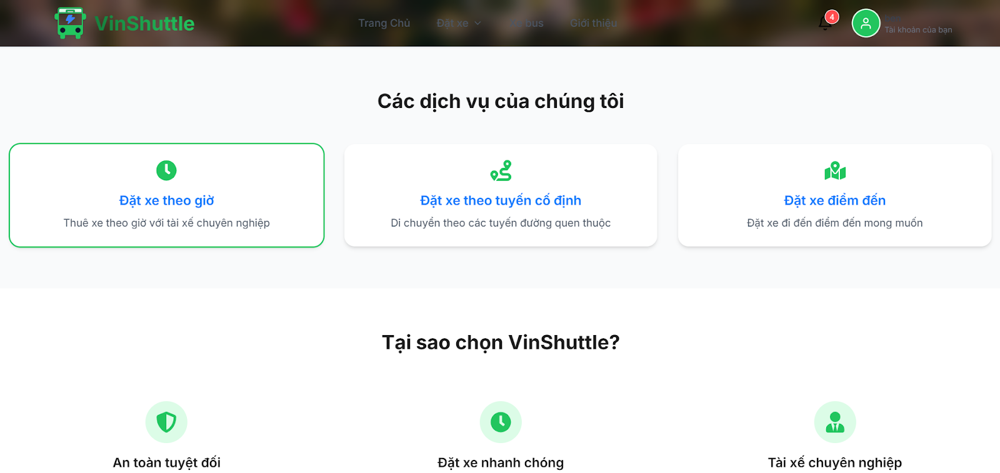 VinShuttle
Trang Chủ
Đặt xe
bus
Giới thiệu
4
Tài khoản của bạn
Các dịch vụ của chúng tôi
Đặt xe theo giờ
Thuê xe theo giờ với tài xế chuyên nghiệp
Đặt xe theo tuyến cố định
Di chuyển theo các tuyến đường quen thuộc
Đặt xe điểm đến
Đặt xe đi đến điểm đến mong muốn
Tại sao chọn VinShuttle?
An toàn tuyệt đối
Đặt xe nhanh chóng
Tài xế chuyên nghiệp